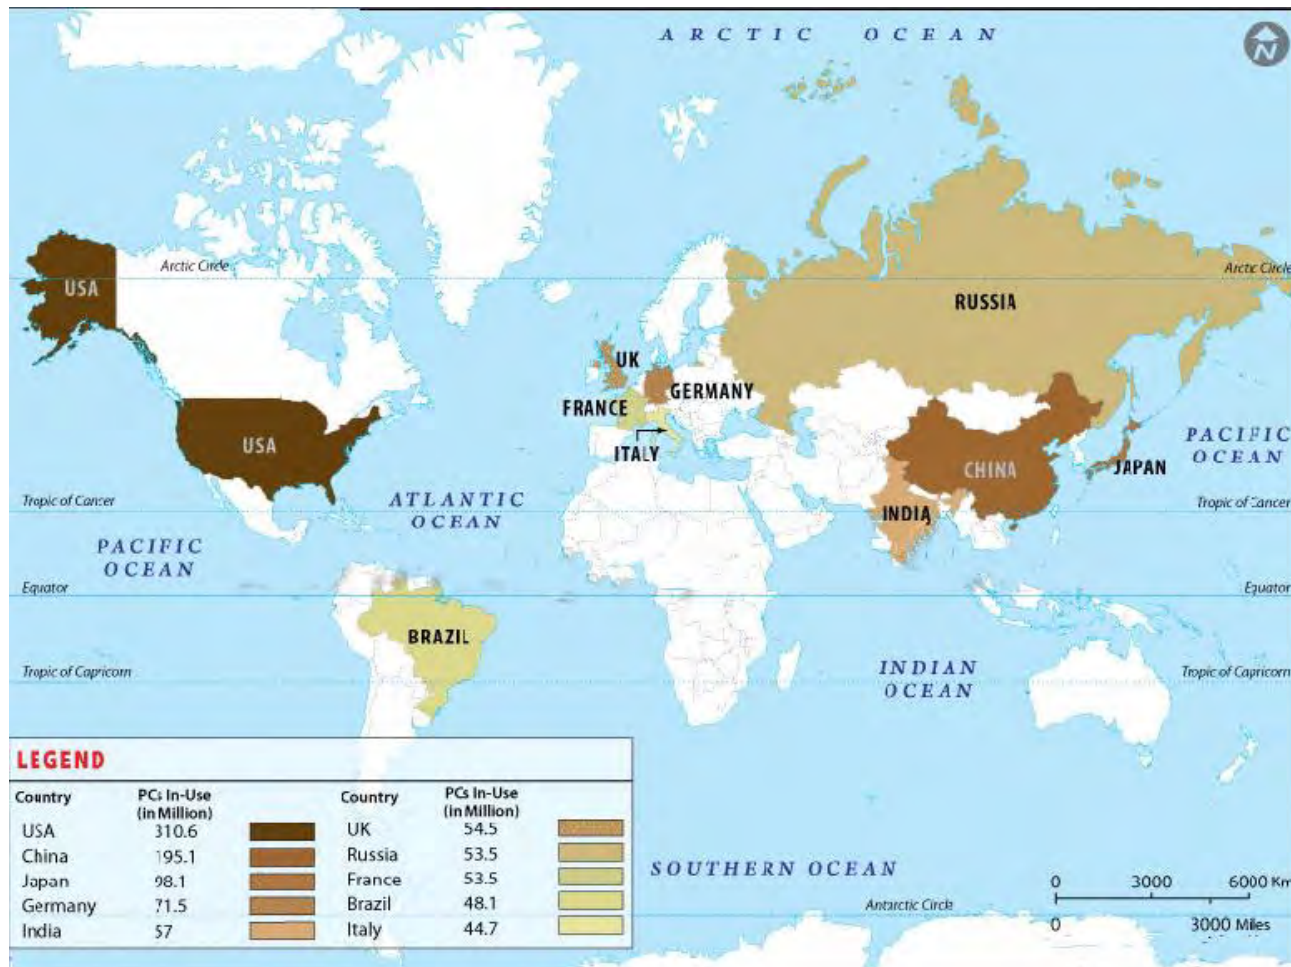 ARCTIC OCEAN
N
Arctic Circle
Arctic Circle
USA
RUSSIA
UK
GERMANY
FRANCE
ITALY
USA
CHINA
JAPAN
PACIFIC
OCEAN
Tropic of Cancer
ATLANTIC
OCEAN
INDIA
Tropic of Cancer
PACIFIC
OCEAN
Equator
Equator
BRAZIL
Tropic of Capricorn
INDIAN
OCEAN
Tropic of Capricorn
LEGEND
Country PCs In-Use (in Million) Country PCs In-Use (in Million)
USA 310.6 UK 54.5
China 195.1 Russia 53.5
Japan 98.1 France 53.5
Germany 71.5 Brazil 48.1
India 57 Italy 44.7
SOUTHERN OCEAN
Antarctic Circle
0 3000 6000 Km
0 3000 Miles